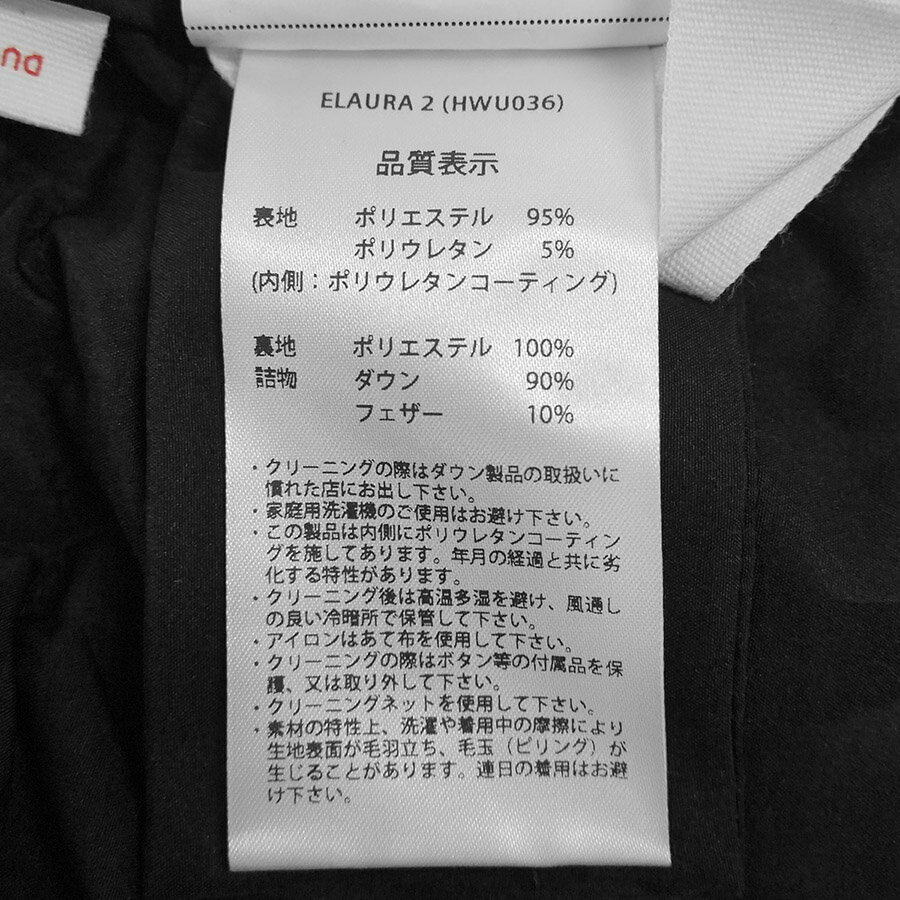 ELAURA 2 (HWU036)
品質表示
表地 ポリエステル 95%
ポリウレタン 5%
(内側：ポリウレタンコーティング)
裏地 ポリエステル 100%
詰物 ダウン 90%
フェザー 10%
・クリーニングの際はダウン製品の取扱いに
慣れた店にお出し下さい。
・家庭用洗濯機のご使用はお避け下さい。
・この製品は内側にポリウレタンコーティン
グを施してあります。年月の経過と共に劣
化する特性があります。
・クリーニング後は高温多湿を避け、風通し
の良い冷暗所で保管して下さい。
・アイロンはあて布を使用して下さい。
・クリーニングの際はボタン等の付属品を保
護、又は取り外して下さい。
・クリーニングネットを使用して下さい。
・素材の特性上、洗濯や着用中の摩擦により
生地表面が毛羽立ち、毛玉（ピリング）が
生じることがあります。連日の着用はお避
け下さい。